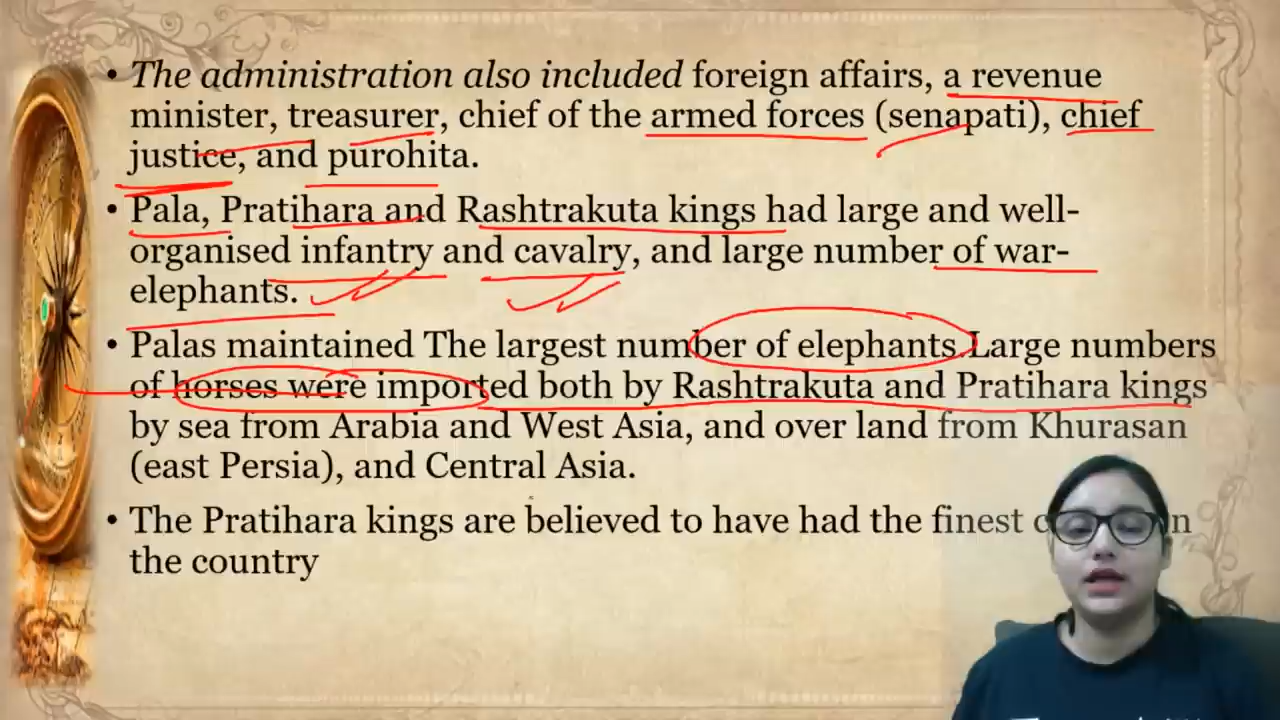 • The administration also included foreign affairs, a revenue
minister, treasurer, chief of the armed forces (senapati), chief
justice, and purohita.
• Pala, Pratihara and Rashtrakuta kings had large and well-
organised infantry and cavalry, and large number of war-
elephants.
• Palas maintained The largest number of elephants.Large numbers
of horses were imported both by Rashtrakuta and Pratihara kings
by sea from Arabia and West Asia, and over land from Khurasan
(east Persia), and Central Asia.
• The Pratihara kings are believed to have had the finest
the country